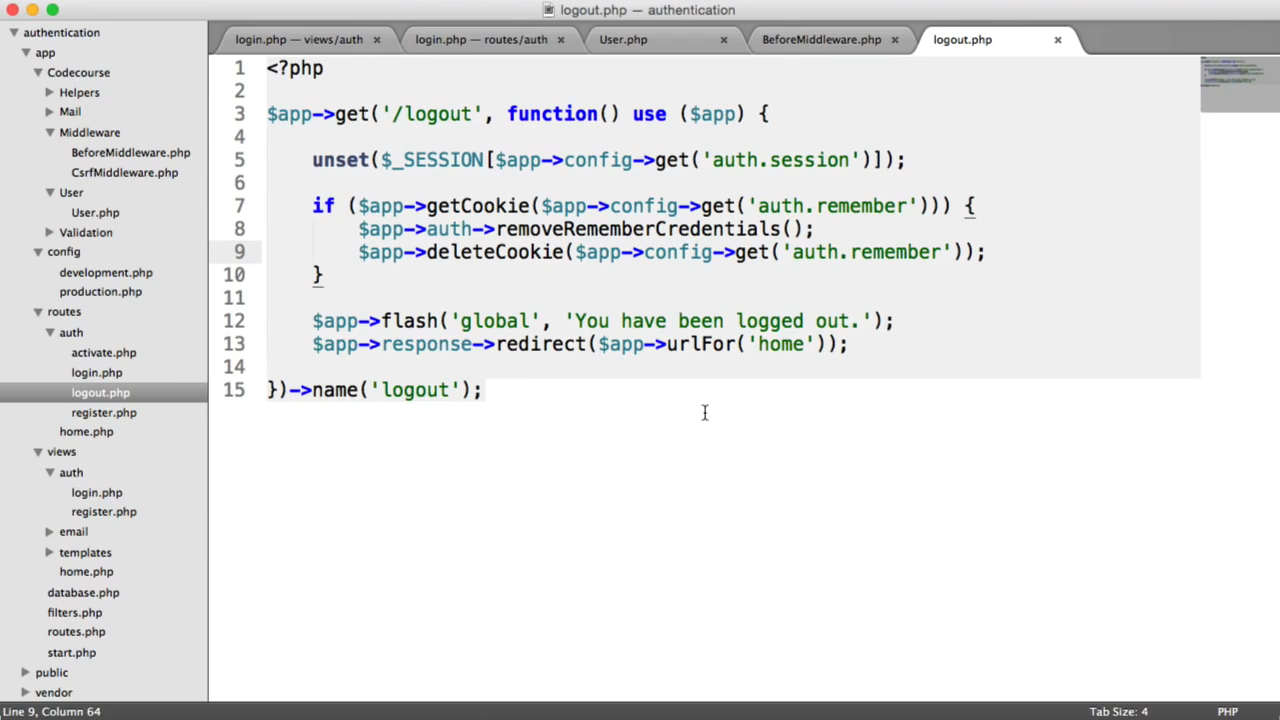 logout.php — authentication
login.php — views/auth × login.php — routes/auth × User.php × BeforeMiddleware.php × logout.php ×
authentication
app
Codecourse
Helpers
Mail
Middleware
BeforeMiddleware.php
CsrfMiddleware.php
User
User.php
Validation
config
development.php
production.php
routes
auth
activate.php
login.php
logout.php
register.php
home.php
views
auth
login.php
register.php
email
templates
home.php
database.php
filters.php
routes.php
start.php
public
vendor
1 <?php
2
3 $app->get('/logout', function() use ($app) {
4
5     unset($_SESSION[$app->config->get('auth.session')]);
6
7     if ($app->getCookie($app->config->get('auth.remember'))) {
8         $app->auth->removeRememberCredentials();
9         $app->deleteCookie($app->config->get('auth.remember'));
10     }
11
12     $app->flash('global', 'You have been logged out.');
13     $app->response->redirect($app->urlFor('home'));
14
15 })->name('logout');
Line 9, Column 64 Tab Size: 4 PHP